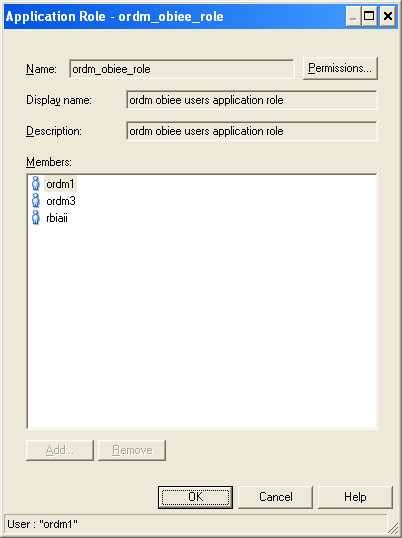 Application Role - ordm_obiee_role
Name: ordm_obiee_role Permissions...
Display name: ordm obiee users application role
Description: ordm obiee users application role
Members:
ordm1
ordm3
rbiaii
Add... Remove
OK Cancel Help
User : "ordm1"